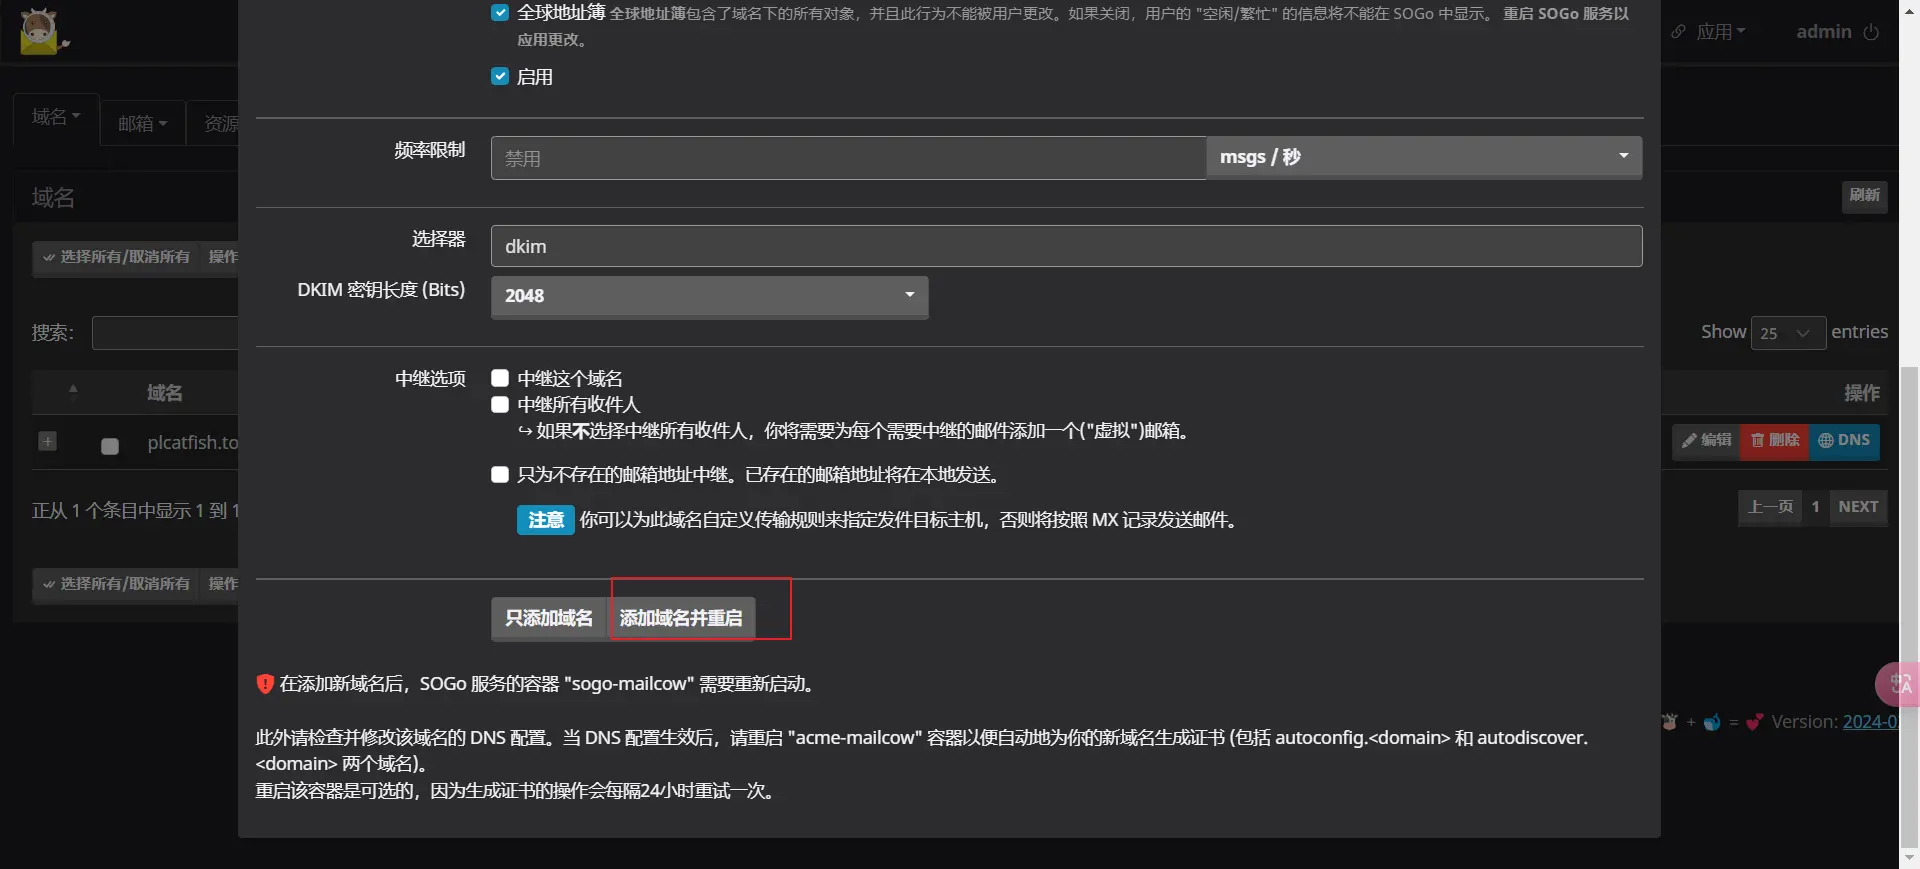 全球地址簿 全球地址簿包含了域名下的所有对象，并且此行为不能被用户更改。如果关闭，用户的 "空闲/繁忙" 的信息将不能在 SOGo 中显示。 重启 SOGo 服务以
应用更改。
应用
admin
启用
域名
邮箱
资源
频率限制
禁用
msgs / 秒
域名
刷新
选择器
dkim
选择所有/取消所有
操作
DKIM 密钥长度 (Bits)
2048
搜索:
Show 25 entries
中继选项
中继这个域名
域名
操作
中继所有收件人
↪ 如果不选择中继所有收件人，你将需要为每个需要中继的邮件添加一个("虚拟")邮箱。
plcatfish.to
编辑
删除
DNS
只为不存在的邮箱地址中继。已存在的邮箱地址将在本地发送。
正从 1 个条目中显示 1 到 1
上一页
1
NEXT
注意 你可以为此域名自定义传输规则来指定发件目标主机，否则将按照 MX 记录发送邮件。
选择所有/取消所有
操作
只添加域名
添加域名并重启
在添加新域名后，SOGo 服务的容器 "sogo-mailcow" 需要重新启动。
+ = Version: 2024-0
此外请检查并修改该域名的 DNS 配置。当 DNS 配置生效后，请重启 "acme-mailcow" 容器以便自动地为你的新域名生成证书 (包括 autoconfig.<domain> 和 autodiscover.
<domain> 两个域名)。
重启该容器是可选的，因为生成证书的操作会每隔24小时重试一次。